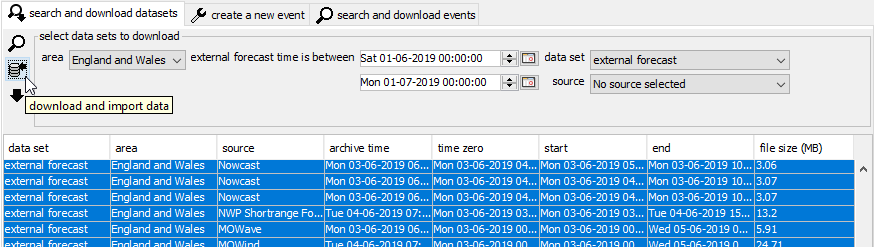 search and download datasets create a new event search and download events
select data sets to download
area England and Wales external forecast time is between Sat 01-06-2019 00:00:00 data set external forecast
Mon 01-07-2019 00:00:00 source No source selected
download and import data
data set area source archive time time zero start end file size (MB)
external forecast England and Wales Nowcast Mon 03-06-2019 06... Mon 03-06-2019 04... Mon 03-06-2019 05... Mon 03-06-2019 10... 3.06
external forecast England and Wales Nowcast Mon 03-06-2019 06... Mon 03-06-2019 04... Mon 03-06-2019 04... Mon 03-06-2019 10... 3.07
external forecast England and Wales Nowcast Mon 03-06-2019 06... Mon 03-06-2019 04... Mon 03-06-2019 04... Mon 03-06-2019 10... 3.07
external forecast England and Wales NWP Shortrange Fo... Tue 04-06-2019 07:... Mon 03-06-2019 03... Mon 03-06-2019 03... Tue 04-06-2019 15... 13.2
external forecast England and Wales MOWave Mon 03-06-2019 06... Mon 03-06-2019 00... Mon 03-06-2019 00... Wed 05-06-2019 0... 5.91
external forecast England and Wales MOWind Tue 04-06-2019 07:... Mon 03-06-2019 00... Mon 03-06-2019 00... Wed 05-06-2019 0... 24.71